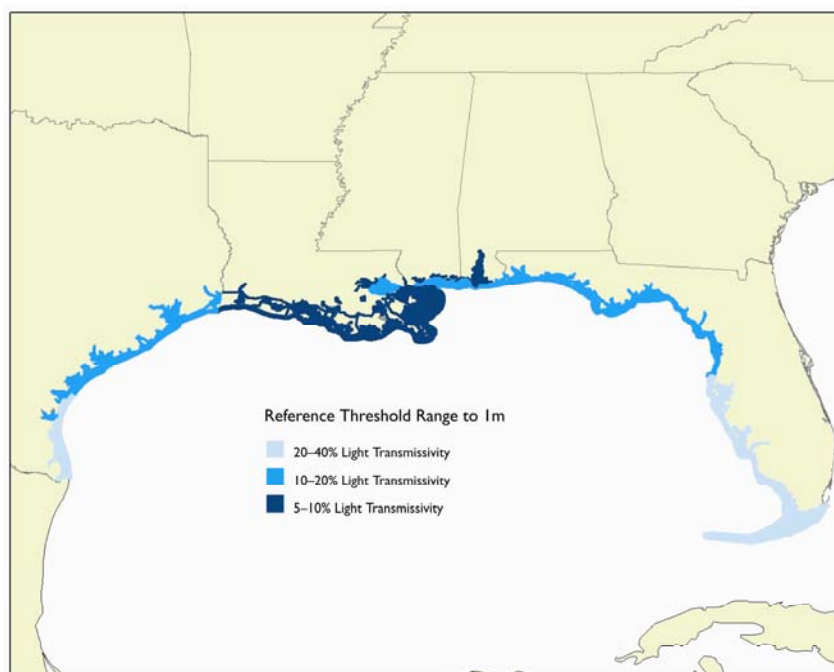 Reference Threshold Range to 1m
20–40% Light Transmissivity
10–20% Light Transmissivity
5–10% Light Transmissivity